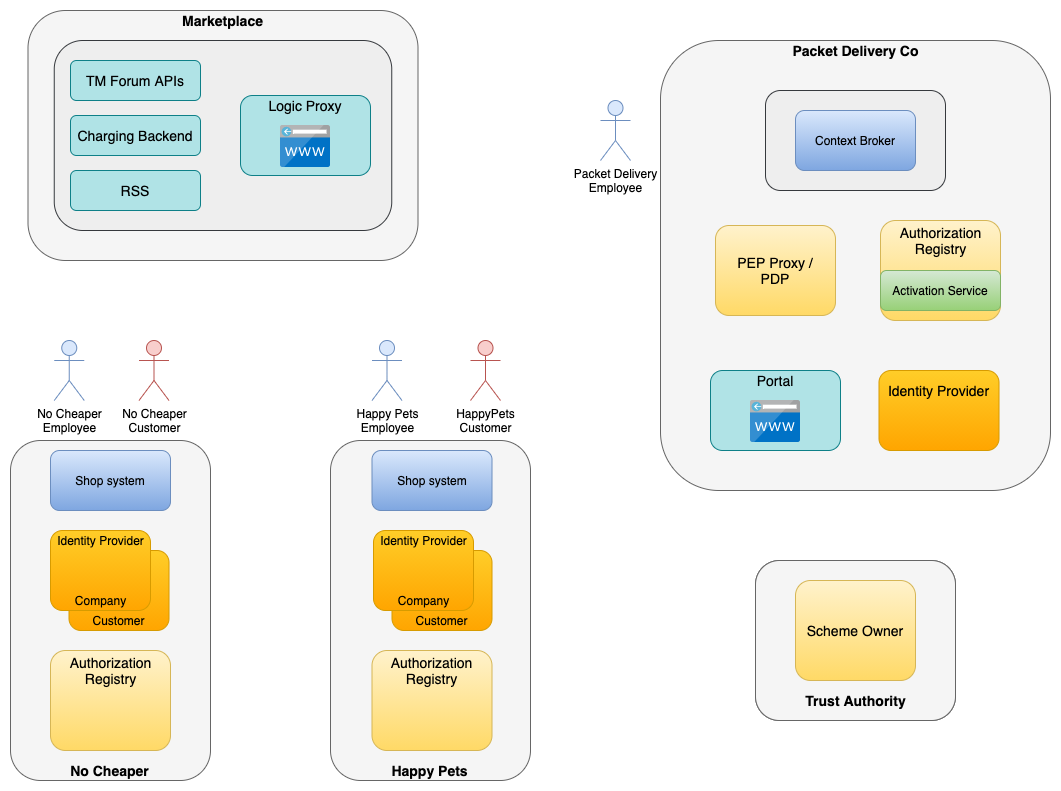 Marketplace
TM Forum APIs
Charging Backend
RSS
Logic Proxy
WWW
Packet Delivery Co
Packet Delivery
Employee
Context Broker
PEP Proxy /
PDP
Authorization
Registry
Activation Service
Portal
WWW
Identity Provider
No Cheaper
Employee
No Cheaper
Customer
Shop system
Identity Provider
Company
Customer
Authorization
Registry
No Cheaper
Happy Pets
Employee
HappyPets
Customer
Shop system
Identity Provider
Company
Customer
Authorization
Registry
Happy Pets
Scheme Owner
Trust Authority